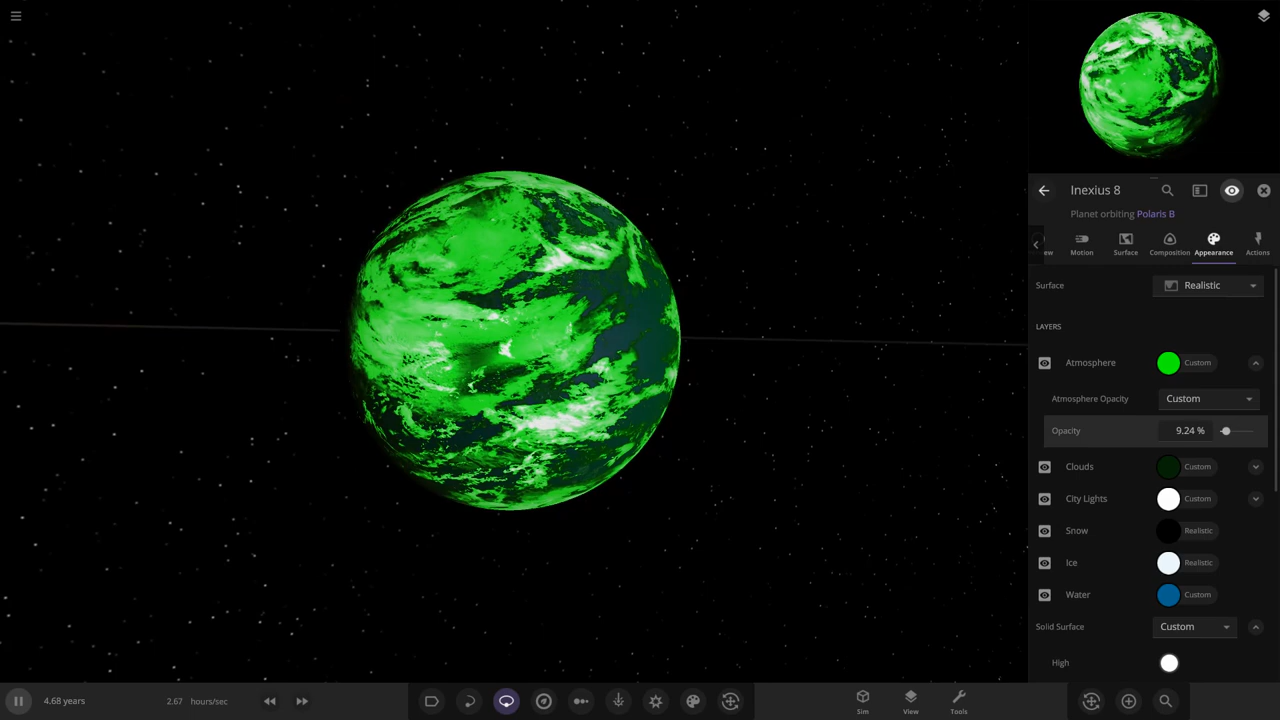 Inexius 8
Planet orbiting Polaris B
ew Motion Surface Composition Appearance Actions
Surface Realistic
LAYERS
Atmosphere Custom
Atmosphere Opacity Custom
Opacity 9.24 %
Clouds Custom
City Lights Custom
Snow Realistic
Ice Realistic
Water Custom
Solid Surface Custom
High
4.68 years 2.67 hours/sec Sim View Tools